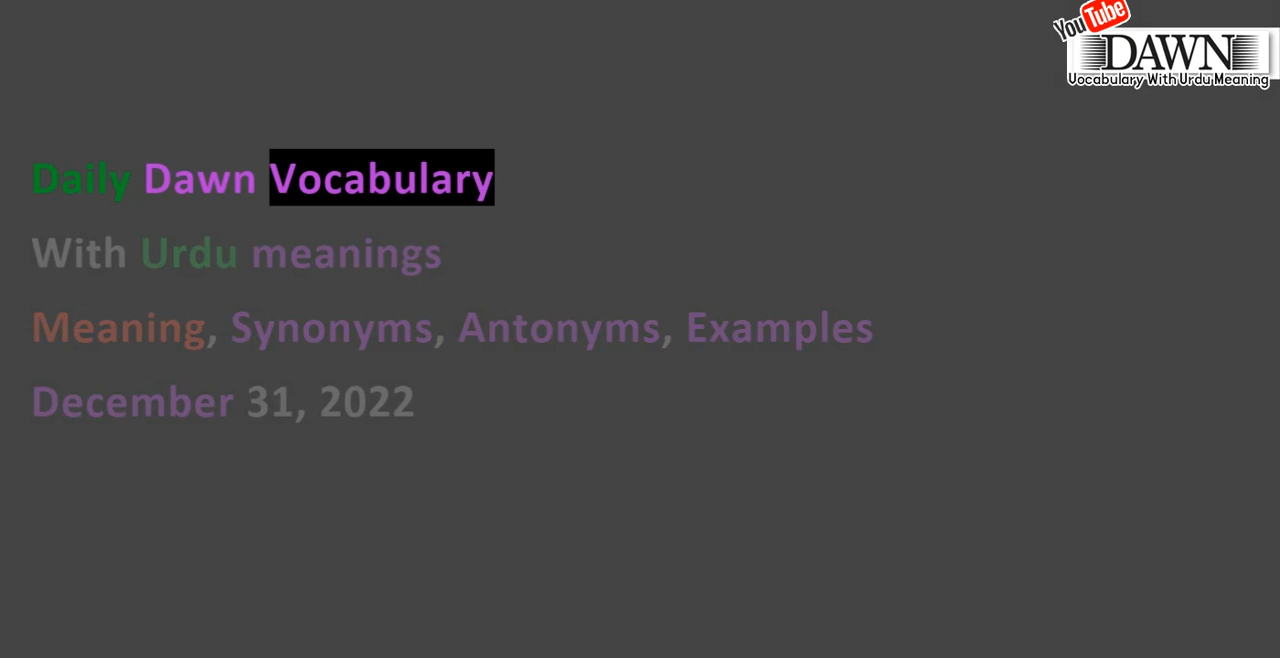 YouTube
DAWN
Vocabulary With Urdu Meaning
Daily Dawn Vocabulary
With Urdu meanings
Meaning, Synonyms, Antonyms, Examples
December 31, 2022